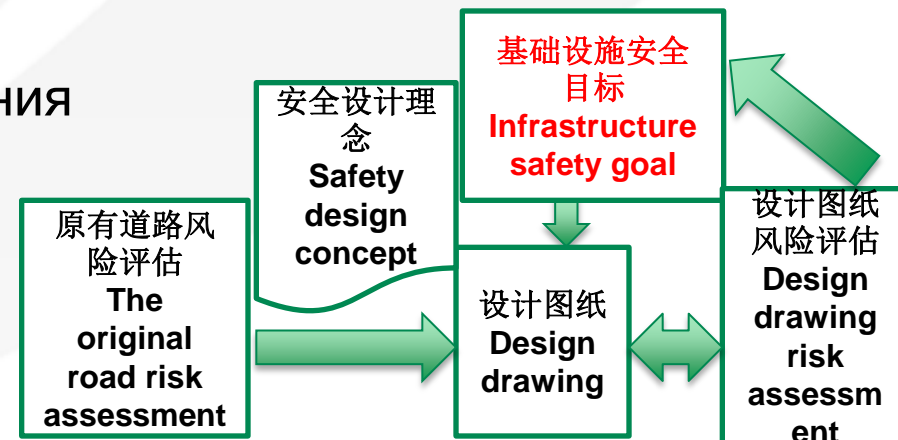 ния
安全设计理
念
Safety
design
concept
基础设施安全
目标
Infrastructure
safety goal
原有道路风
险评估
The
original
road risk
assessment
设计图纸
Design
drawing
设计图纸
风险评估
Design
drawing
risk
assessm
ent